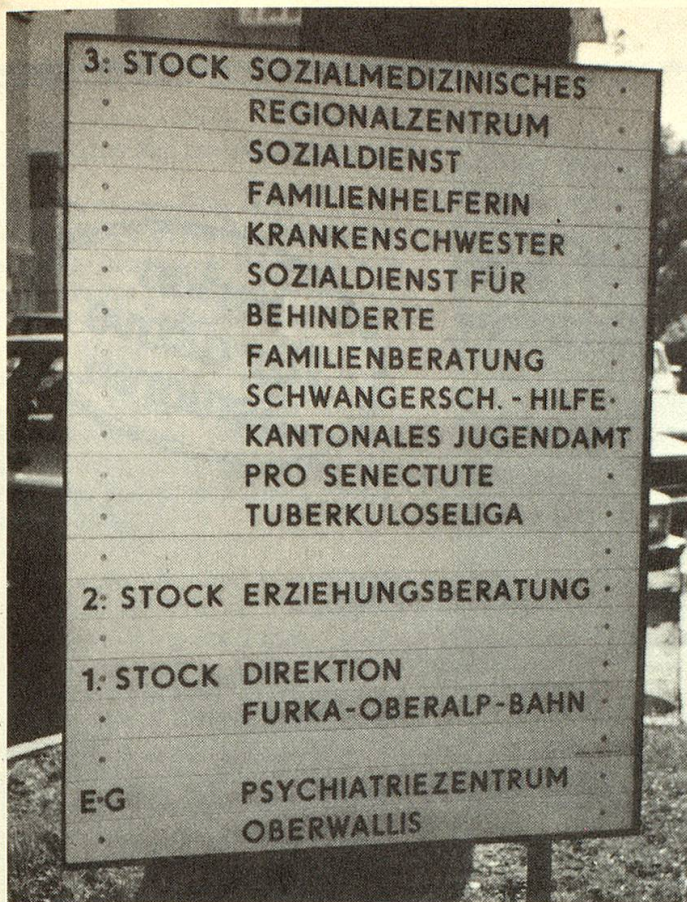 3: STOCK SOZIALMEDIZINISCHES
REGIONALZENTRUM
SOZIALDIENST
FAMILIENHELFERIN
KRANKENSCHWESTER
SOZIALDIENST FÜR
BEHINDERTE
FAMILIENBERATUNG
SCHWANGERSCH. - HILFE
KANTONALES JUGENDAMT
PRO SENECTUTE
TUBERKULOSELIGA
2: STOCK ERZIEHUNGSBERATUNG
1: STOCK DIREKTION
FURKA-OBERALP-BAHN
E·G PSYCHIATRIEZENTRUM
OBERWALLIS